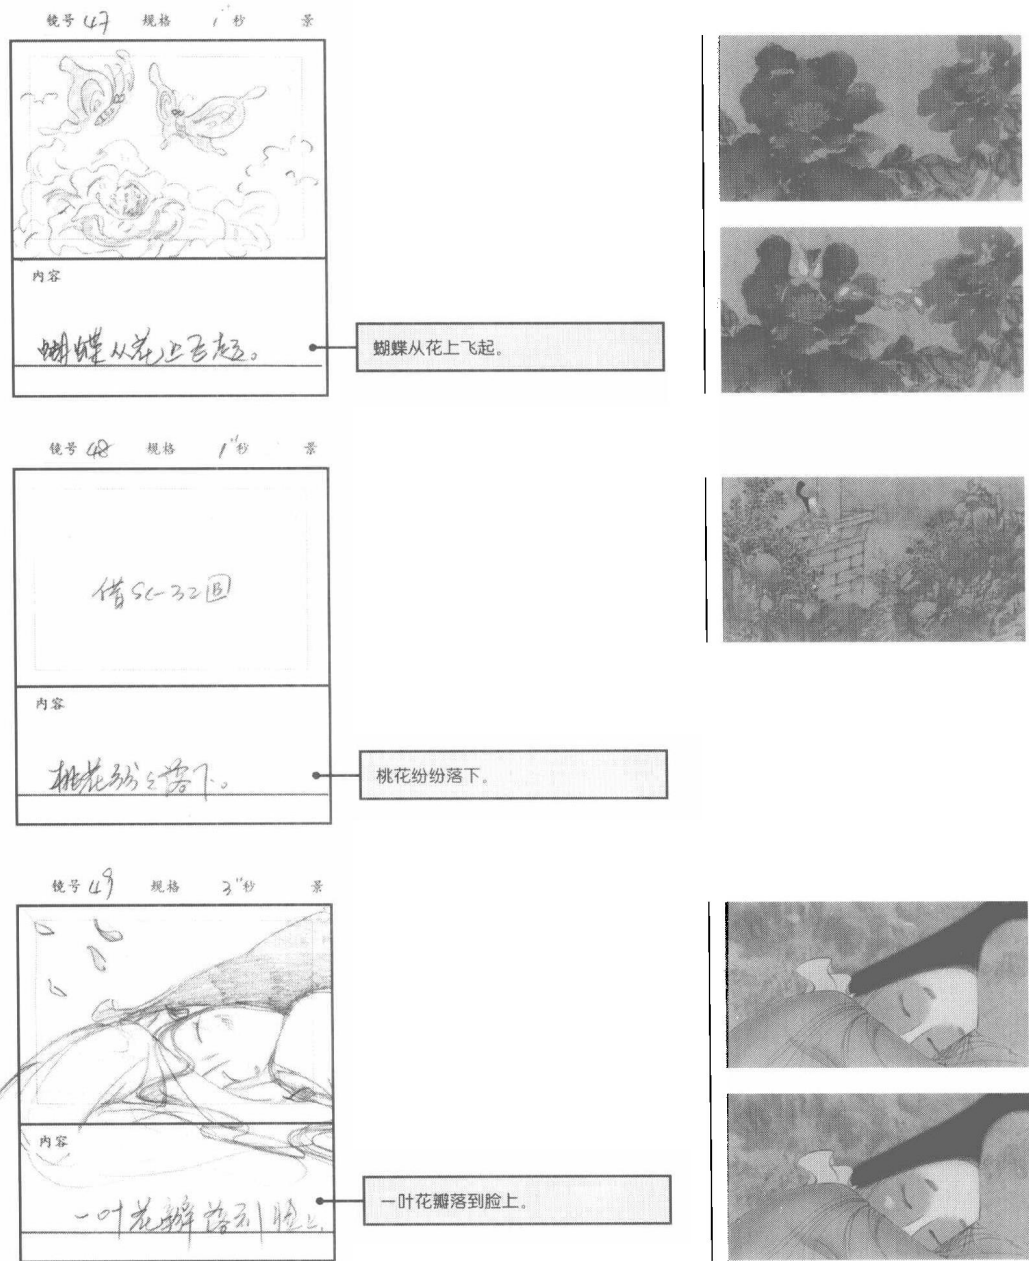 镜号 47 规格 1" 秒 景
内容
蝴蝶从花上飞起。
蝴蝶从花上飞起。
镜号 48 规格 1" 秒 景
借SC-32回
内容
桃花纷纷落下。
桃花纷纷落下。
镜号 49 规格 3" 秒 景
内容
一叶花瓣落到脸上.
一叶花瓣落到脸上。